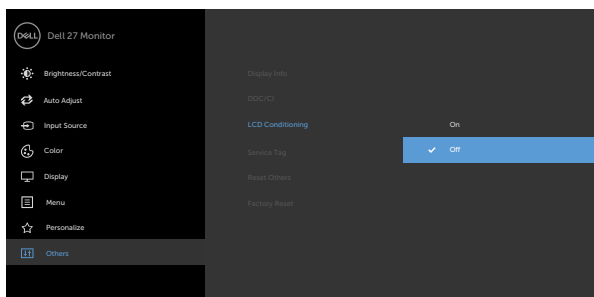 DELL
Dell 27 Monitor
Brightness/Contrast
Auto Adjust
Input Source
Color
Display
Menu
Personalize
Others
Display Info
DDC/CI
LCD Conditioning
Service Tag
Reset Others
Factory Reset
On
Off